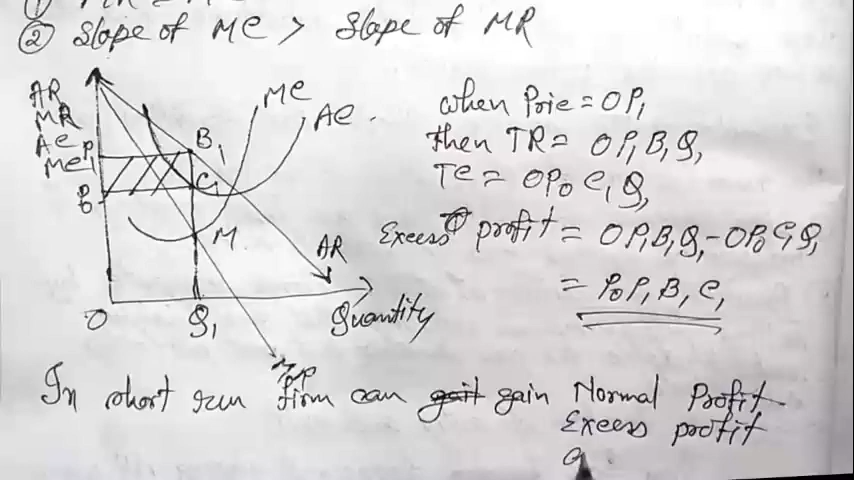 ② Slope of MC > Slope of MR
AR
MR
AC
MC
P₁
P₀
B₁
C₁
M
MC
AC
AR
MR
O
Q₁
Quantity
when Price = OP₁
then TR = OP₁B₁Q₁
TC = OP₀C₁Q₁
Excess profit = OP₁B₁Q₁ - OP₀C₁Q₁
= P₀P₁B₁C₁
In short run firm can gain Normal Profit
Excess profit